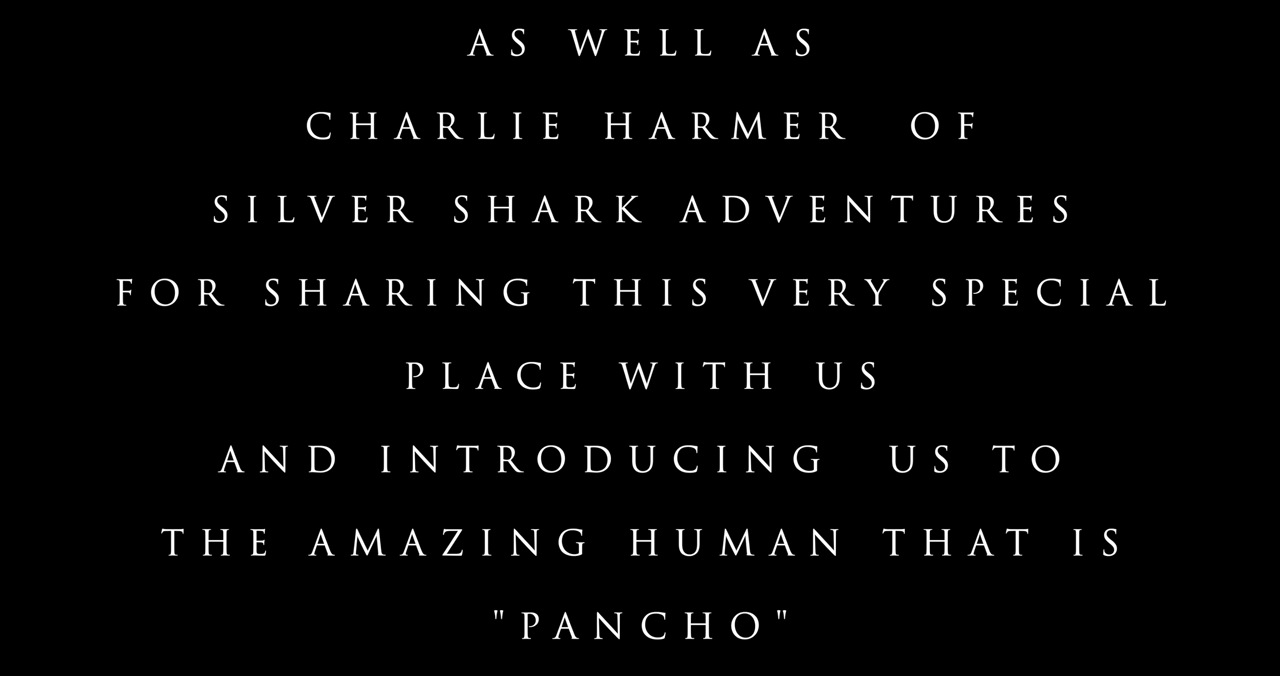 AS WELL AS
CHARLIE HARMER OF
SILVER SHARK ADVENTURES
FOR SHARING THIS VERY SPECIAL
PLACE WITH US
AND INTRODUCING US TO
THE AMAZING HUMAN THAT IS
"PANCHO"